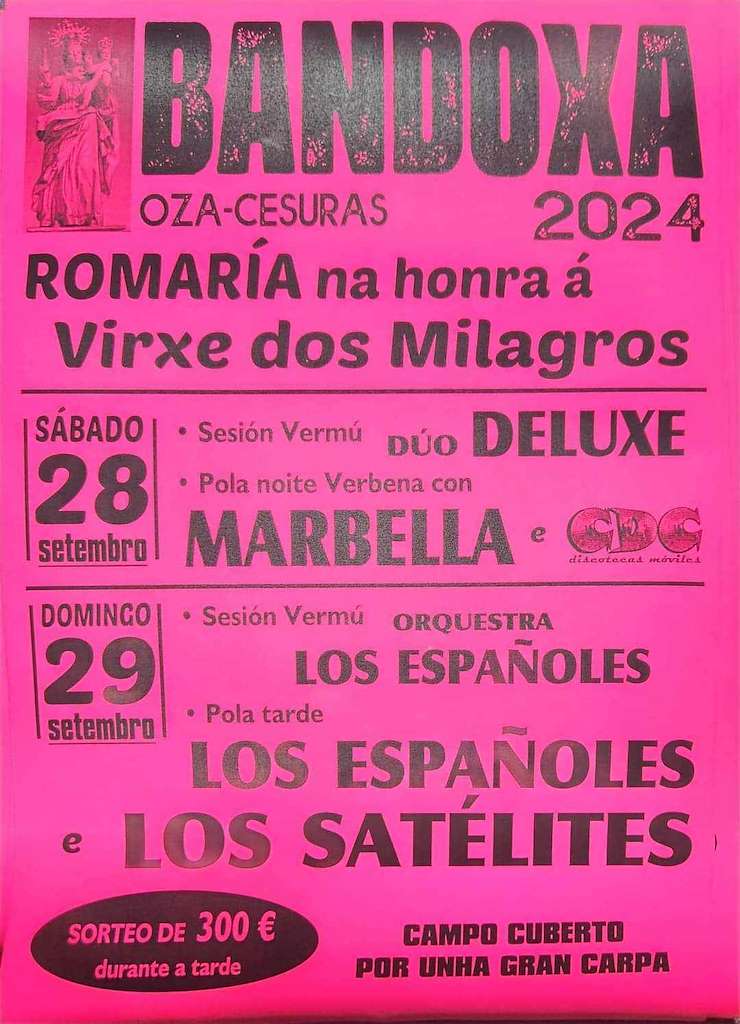 BANDOXA
OZA-CESURAS 2024
ROMARÍA na honra á
Virxe dos Milagros
SÁBADO
28
setembro
• Sesión Vermú DÚO DELUXE
• Pola noite Verbena con
MARBELLA e CDC
discotecas móviles
DOMINGO
29
setembro
• Sesión Vermú ORQUESTRA
LOS ESPAÑOLES
• Pola tarde
LOS ESPAÑOLES
e LOS SATÉLITES
SORTEO DE 300 €
durante a tarde
CAMPO CUBERTO
POR UNHA GRAN CARPA